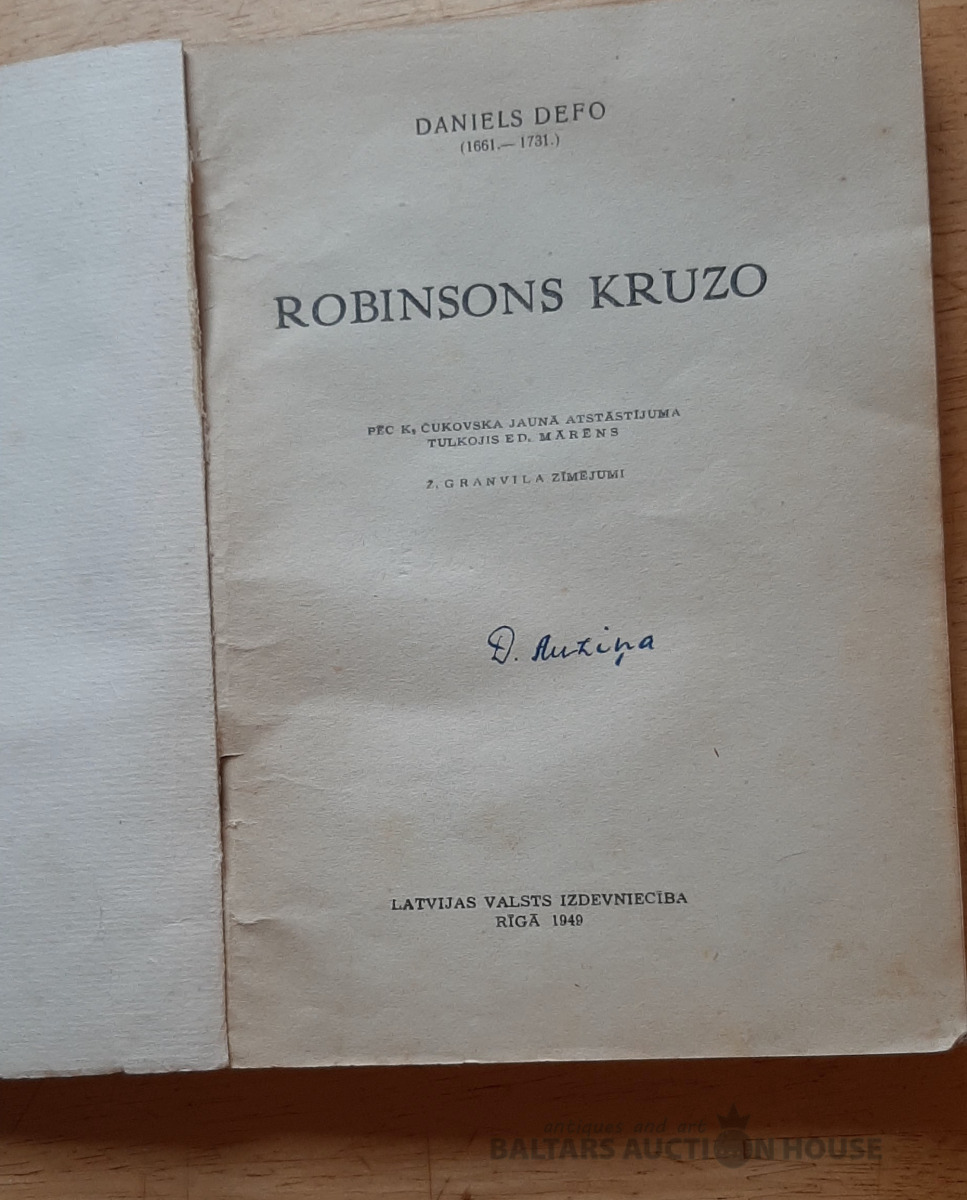 DANIELS DEFO
(1661.— 1731.)
ROBINSONS KRUZO
PĒC K. ČUKOVSKA JAUNĀ ATSTĀSTĪJUMA
TULKOJIS ED. MĀRĒNS
Ž. GRANVILA ZĪMĒJUMI
D. Auziņa
LATVIJAS VALSTS IZDEVNIECĪBA
RĪGĀ 1949
antiques and art
BALTARS AUCTION HOUSE